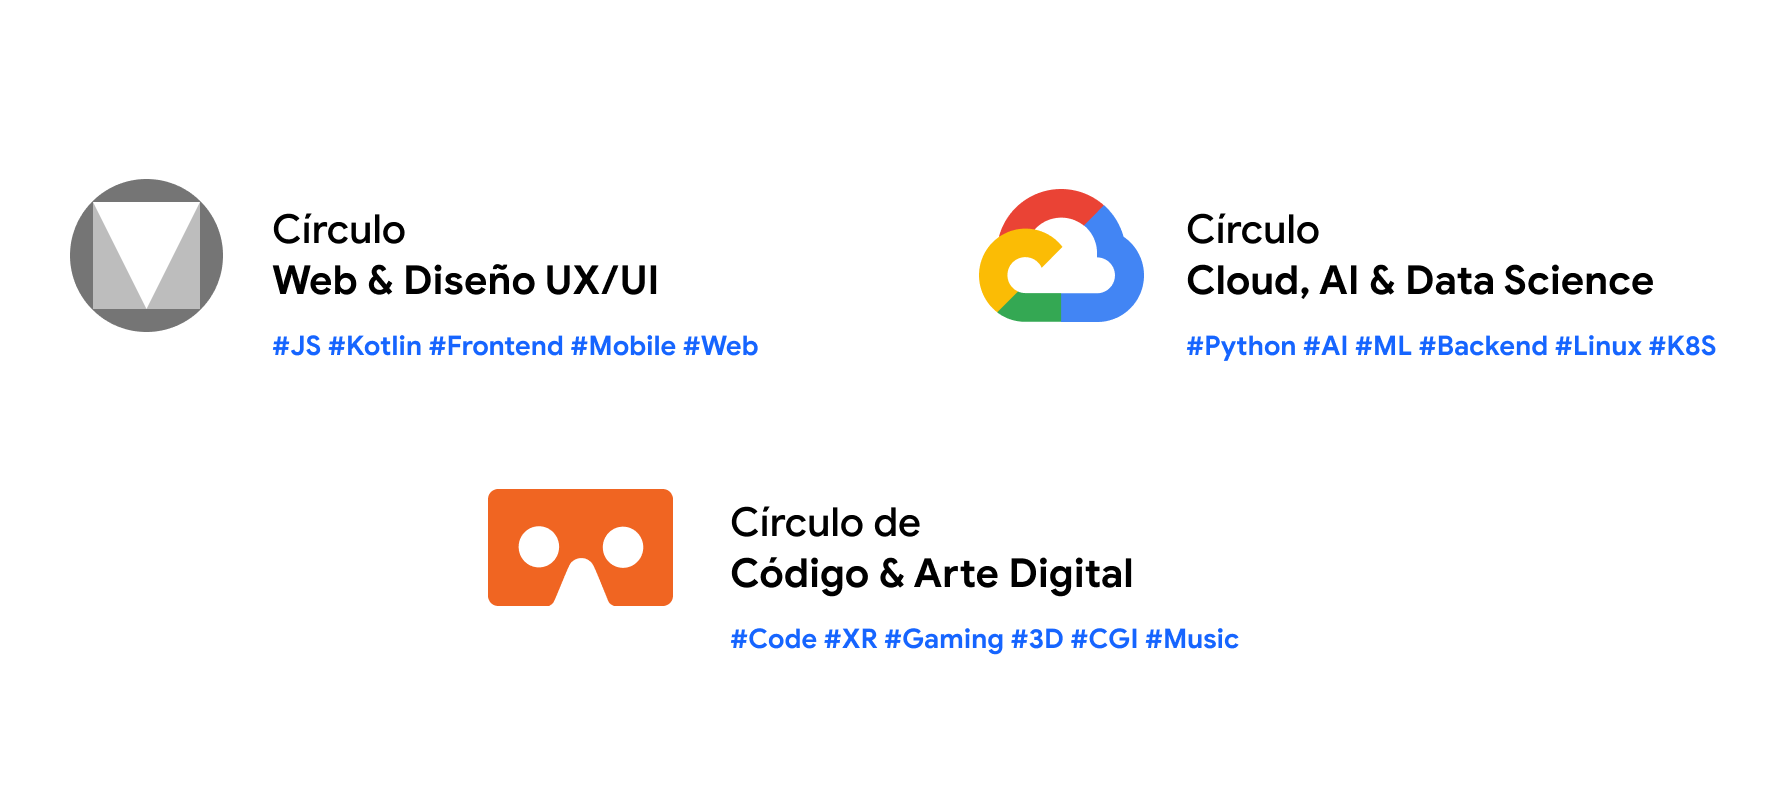 Círculo
Web & Diseño UX/UI
#JS #Kotlin #Frontend #Mobile #Web
Círculo
Cloud, AI & Data Science
#Python #AI #ML #Backend #Linux #K8S
Círculo de
Código & Arte Digital
#Code #XR #Gaming #3D #CGI #Music